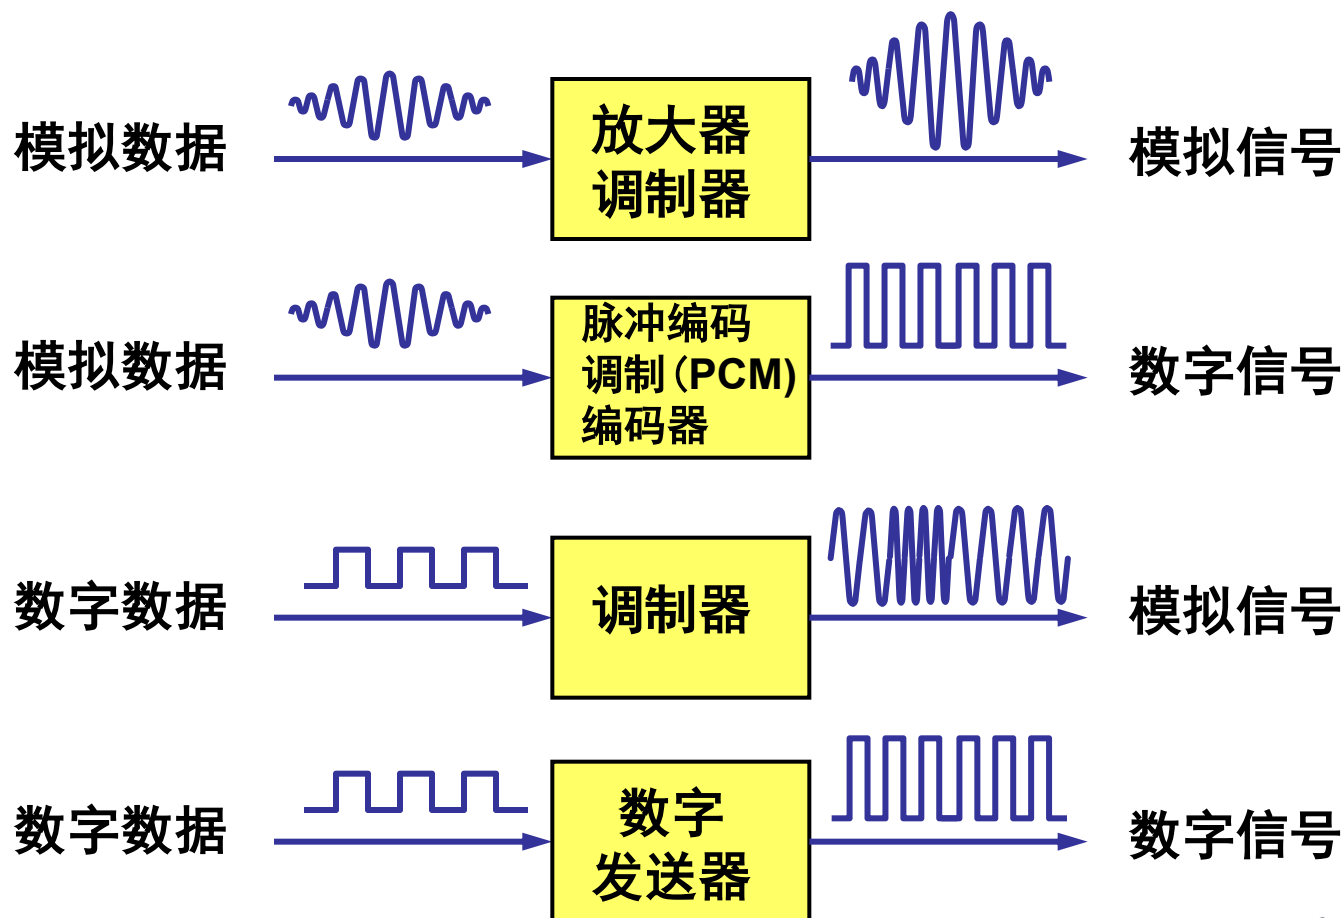 模拟数据
放大器
调制器
模拟信号
模拟数据
脉冲编码
调制(PCM)
编码器
数字信号
数字数据
调制器
模拟信号
数字数据
数字
发送器
数字信号